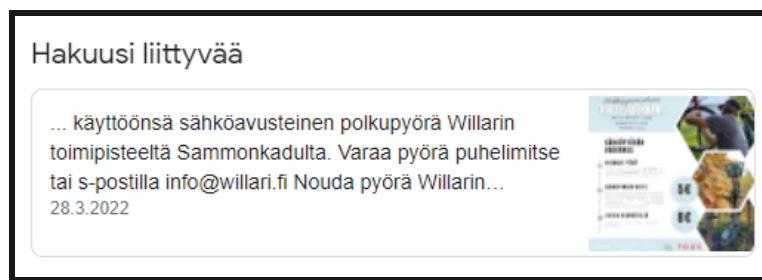 Hakuusi liittyvää
... käyttöönsä sähköavusteinen polkupyörä Willarin
toimipisteeltä Sammonkadulta. Varaa pyörä puhelimitse
tai s-postilla info@willari.fi Nouda pyörä Willarin...
28.3.2022
5€
8€